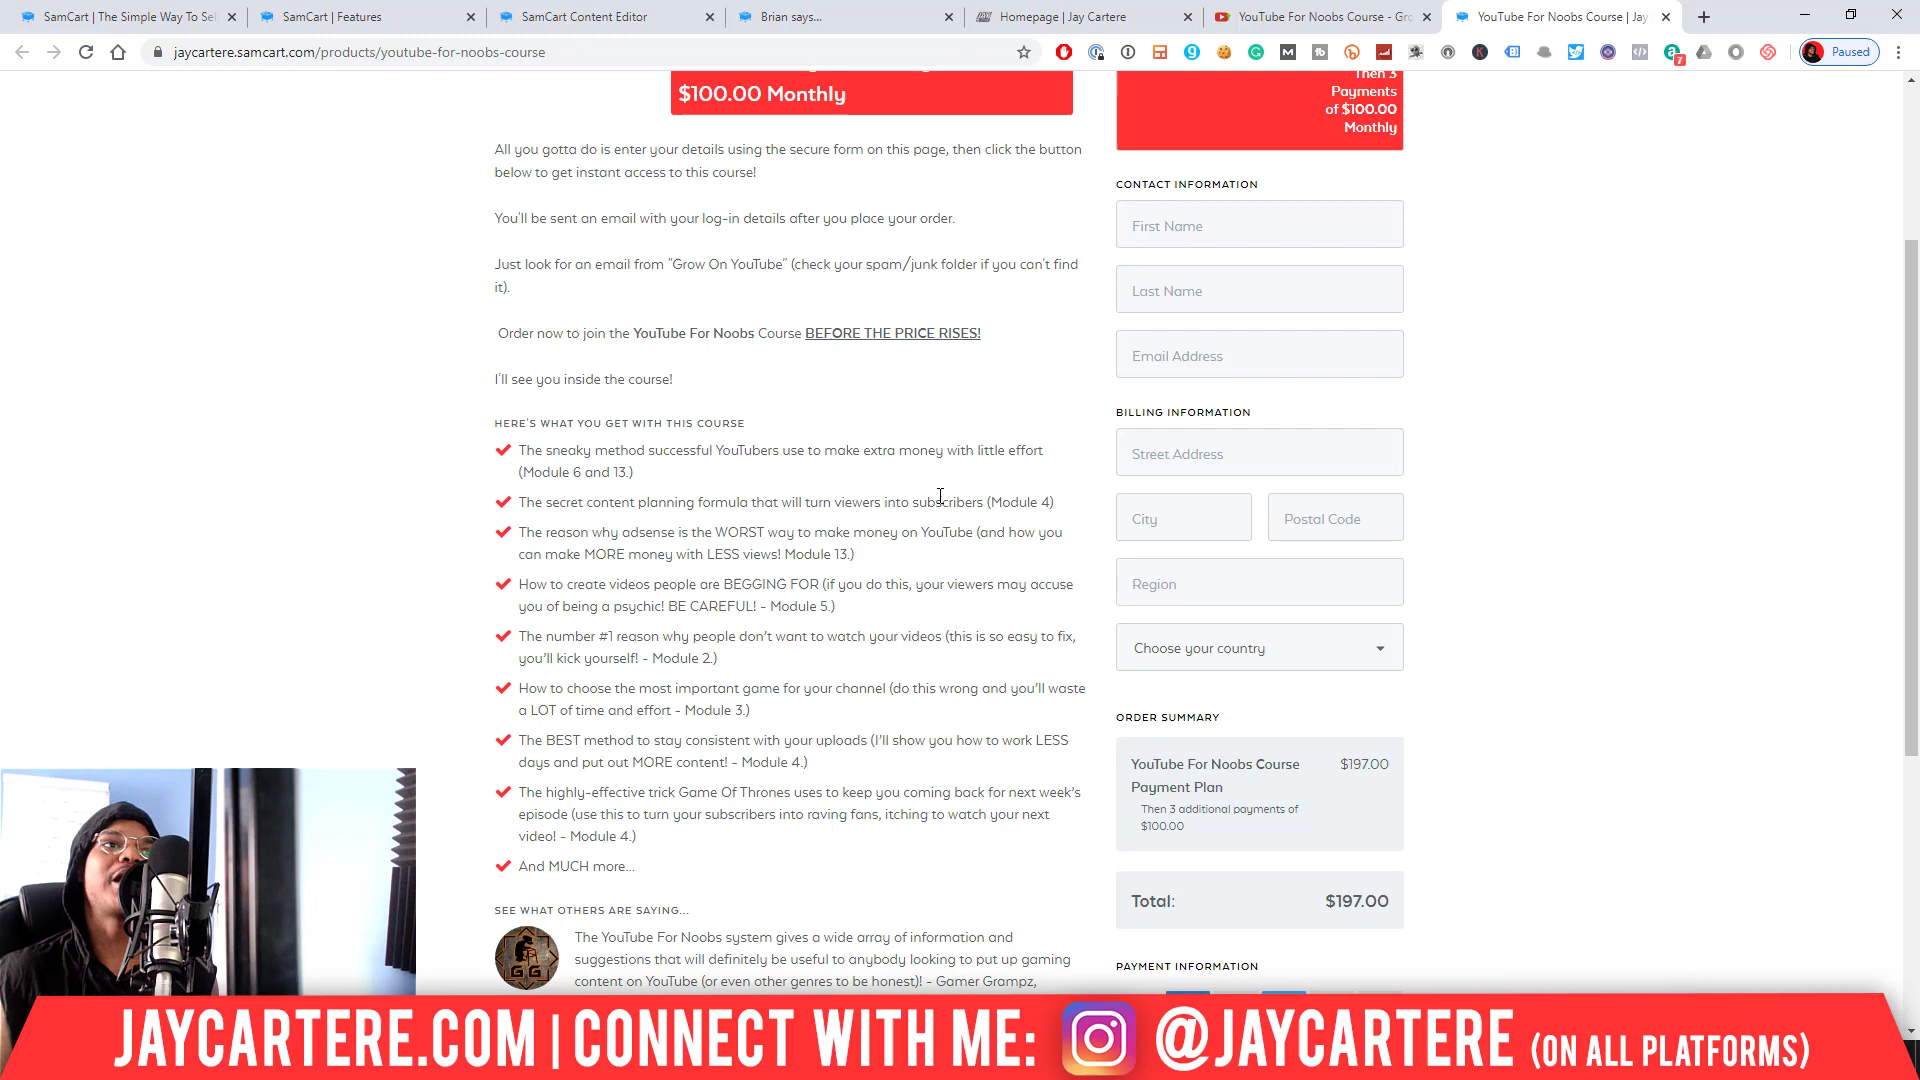 SamCart | The Simple Way To Sel
SamCart | Features
SamCart Content Editor
Brian says...
Homepage | Jay Cartere
YouTube For Noobs Course - Gro
YouTube For Noobs Course | Jay
jaycartere.samcart.com/products/youtube-for-noobs-course
7
Paused
$100.00 Monthly
All you gotta do is enter your details using the secure form on this page, then click the button
below to get instant access to this course!
You'll be sent an email with your log-in details after you place your order.
Just look for an email from "Grow On YouTube" (check your spam/junk folder if you can't find
it).
Order now to join the YouTube For Noobs Course BEFORE THE PRICE RISES!
I'll see you inside the course!
HERE'S WHAT YOU GET WITH THIS COURSE
The sneaky method successful YouTubers use to make extra money with little effort
(Module 6 and 13.)
The secret content planning formula that will turn viewers into subscribers (Module 4)
The reason why adsense is the WORST way to make money on YouTube (and how you
can make MORE money with LESS views! Module 13.)
How to create videos people are BEGGING FOR (if you do this, your viewers may accuse
you of being a psychic! BE CAREFUL! - Module 5.)
The number #1 reason why people don't want to watch your videos (this is so easy to fix,
you'll kick yourself! - Module 2.)
How to choose the most important game for your channel (do this wrong and you'll waste
a LOT of time and effort - Module 3.)
The BEST method to stay consistent with your uploads (I'll show you how to work LESS
days and put out MORE content! - Module 4.)
The highly-effective trick Game Of Thrones uses to keep you coming back for next week's
episode (use this to turn your subscribers into raving fans, itching to watch your next
video! - Module 4.)
And MUCH more...
SEE WHAT OTHERS ARE SAYING...
The YouTube For Noobs system gives a wide array of information and
suggestions that will definitely be useful to anybody looking to put up gaming
content on YouTube (or even other genres to be honest)! - Gamer Grampz,
GG
Then 3
Payments
of $100.00
Monthly
CONTACT INFORMATION
First Name
Last Name
Email Address
BILLING INFORMATION
Street Address
City
Postal Code
Region
Choose your country
ORDER SUMMARY
YouTube For Noobs Course $197.00
Payment Plan
Then 3 additional payments of
$100.00
Total: $197.00
PAYMENT INFORMATION
JAYCARTERE.COM | CONNECT WITH ME: @JAYCARTERE (ON ALL PLATFORMS)